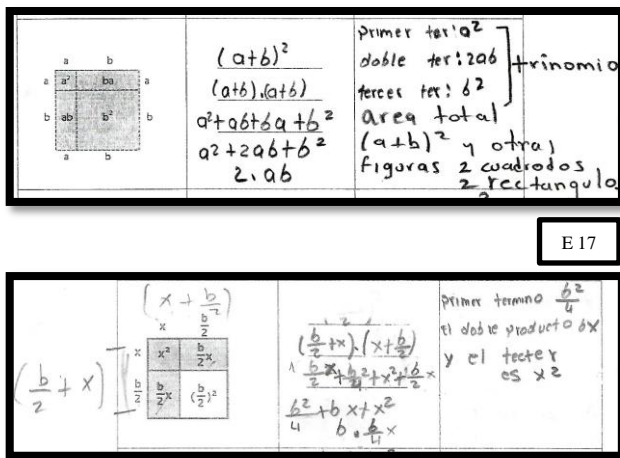 a b
a a² ba a
b ab b² b
a b
(a+b)²
(a+b).(a+b)
a²+ab+ba+b²
a²+2ab+b²
2.ab
primer ter: a²
doble ter: 2ab
tercer ter: b²
trinomio
area total
(a+b)² y otras
figuras 2 cuadrados
2 rectangulo
E 17
(x + b/2)
x b/2
x x² b/2x
b/2 b/2x (b/2)²
(b/2 + x)
(b/2+x).(x+b/2)
b²/4+bx+x²
primer termino b²/4
el doble producto bx
y el tecter
es x²